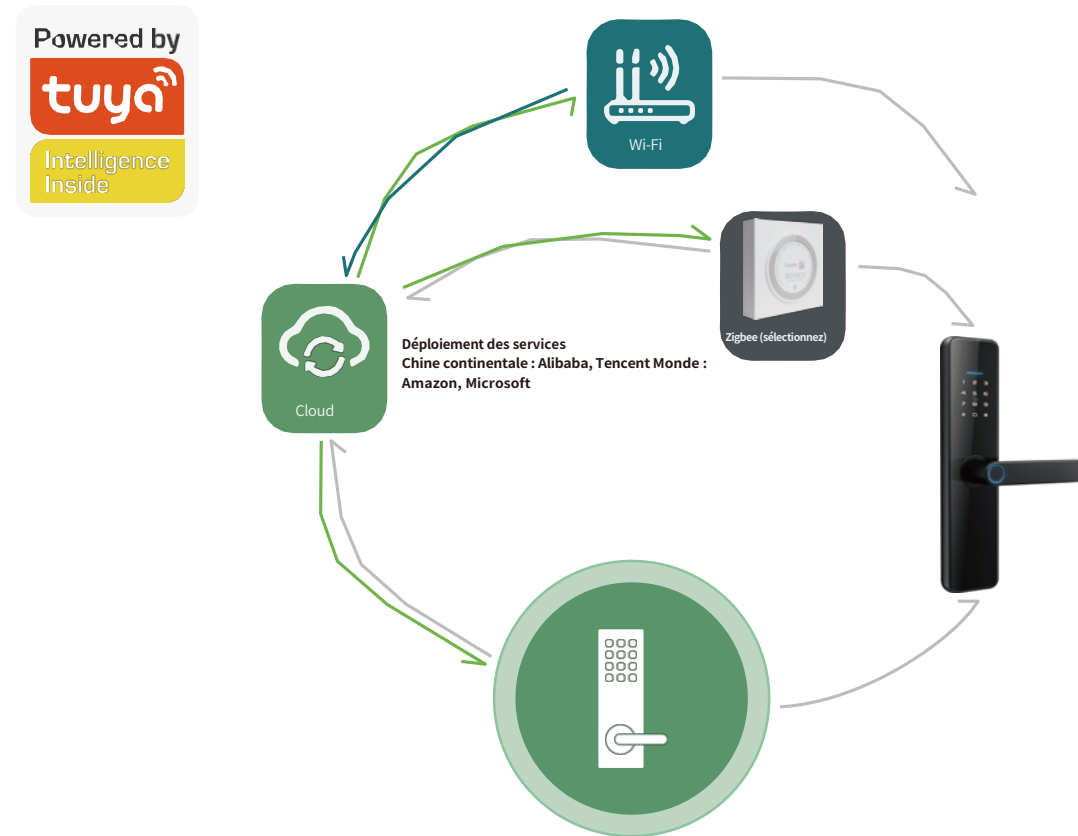 Powered by
tuya
Intelligence
Inside
Wi-Fi
Zigbee (sélectionnez)
Déploiement des services
Chine continentale : Alibaba, Tencent Monde :
Amazon, Microsoft
Cloud